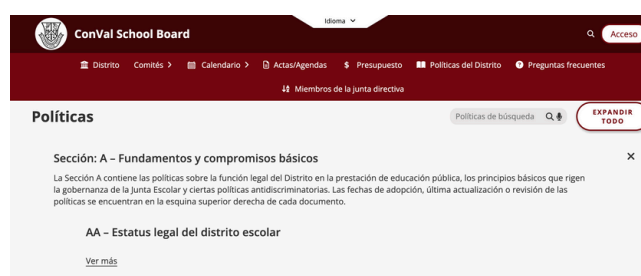 Idioma
ConVal School Board
Acceso
Distrito Comités > Calendario > Actas/Agendas $ Presupuesto Políticas del Distrito Preguntas frecuentes
Miembros de la junta directiva
Políticas
Políticas de búsqueda
EXPANDIR
TODO
Sección: A – Fundamentos y compromisos básicos
La Sección A contiene las políticas sobre la función legal del Distrito en la prestación de educación pública, los principios básicos que rigen
la gobernanza de la Junta Escolar y ciertas políticas antidiscriminatorias. Las fechas de adopción, última actualización o revisión de las
políticas se encuentran en la esquina superior derecha de cada documento.
AA – Estatus legal del distrito escolar
Ver más